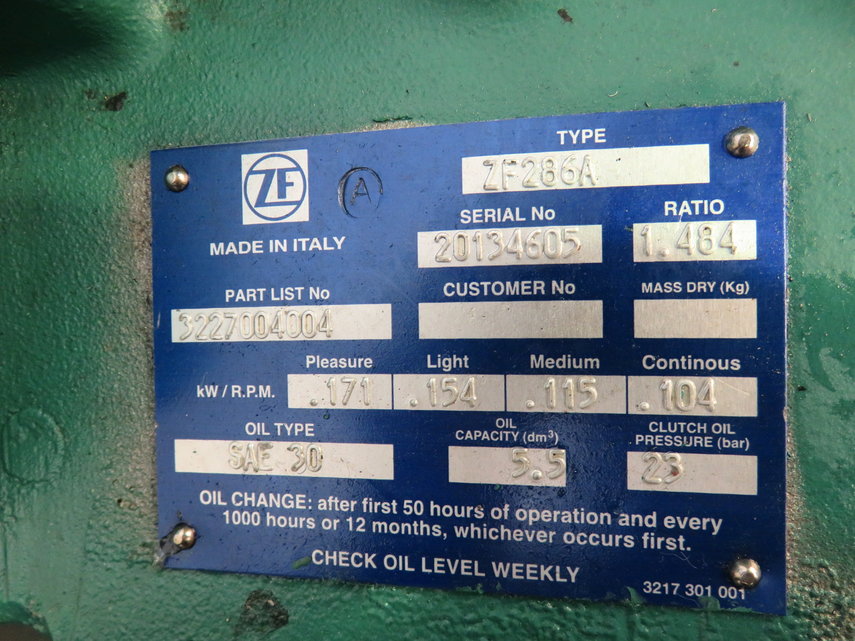 ZF
A
TYPE
ZF286A
MADE IN ITALY
SERIAL No
20134605
RATIO
1.484
PART LIST No
3227004004
CUSTOMER No
MASS DRY (Kg)
kW / R.P.M.
Pleasure Light Medium Continous
.171 .154 .115 .104
OIL TYPE
SAE 30
OIL
CAPACITY (dm³)
5.5
CLUTCH OIL
PRESSURE (bar)
23
OIL CHANGE: after first 50 hours of operation and every
1000 hours or 12 months, whichever occurs first.
CHECK OIL LEVEL WEEKLY
3217 301 001